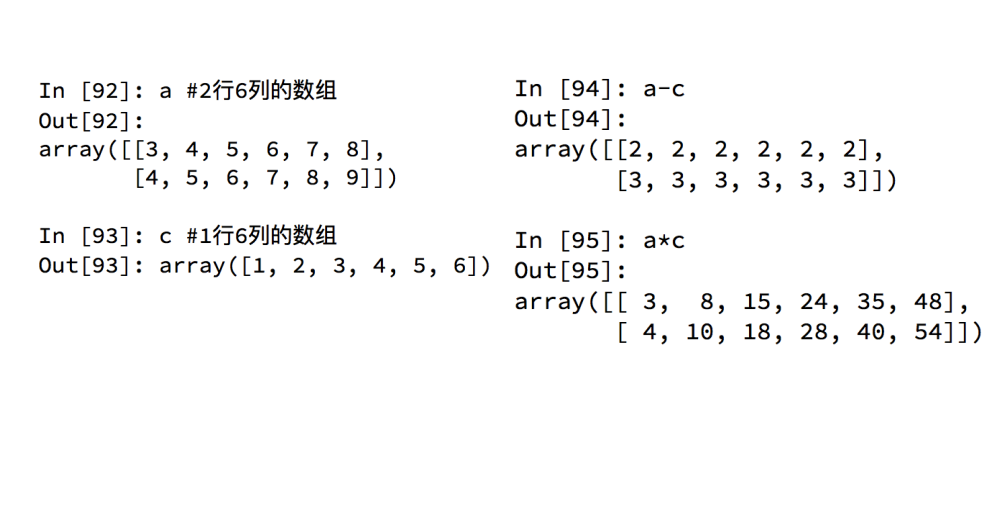 In [92]: a #2行6列的数组
Out[92]:
array([[3, 4, 5, 6, 7, 8],
       [4, 5, 6, 7, 8, 9]])
In [93]: c #1行6列的数组
Out[93]: array([1, 2, 3, 4, 5, 6])
In [94]: a-c
Out[94]:
array([[2, 2, 2, 2, 2, 2],
       [3, 3, 3, 3, 3, 3]])
In [95]: a*c
Out[95]:
array([[ 3,  8, 15, 24, 35, 48],
       [ 4, 10, 18, 28, 40, 54]])